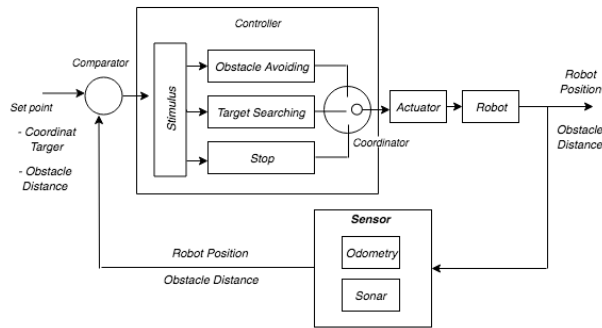 Controller
Comparator
Set point
- Coordinat
Targer
- Obstacle
Distance
Stimulus
Obstacle Avoiding
Target Searching
Stop
Coordinator
Actuator
Robot
Robot
Position
Obstacle
Distance
Sensor
Odometry
Sonar
Robot Position
Obstacle Distance